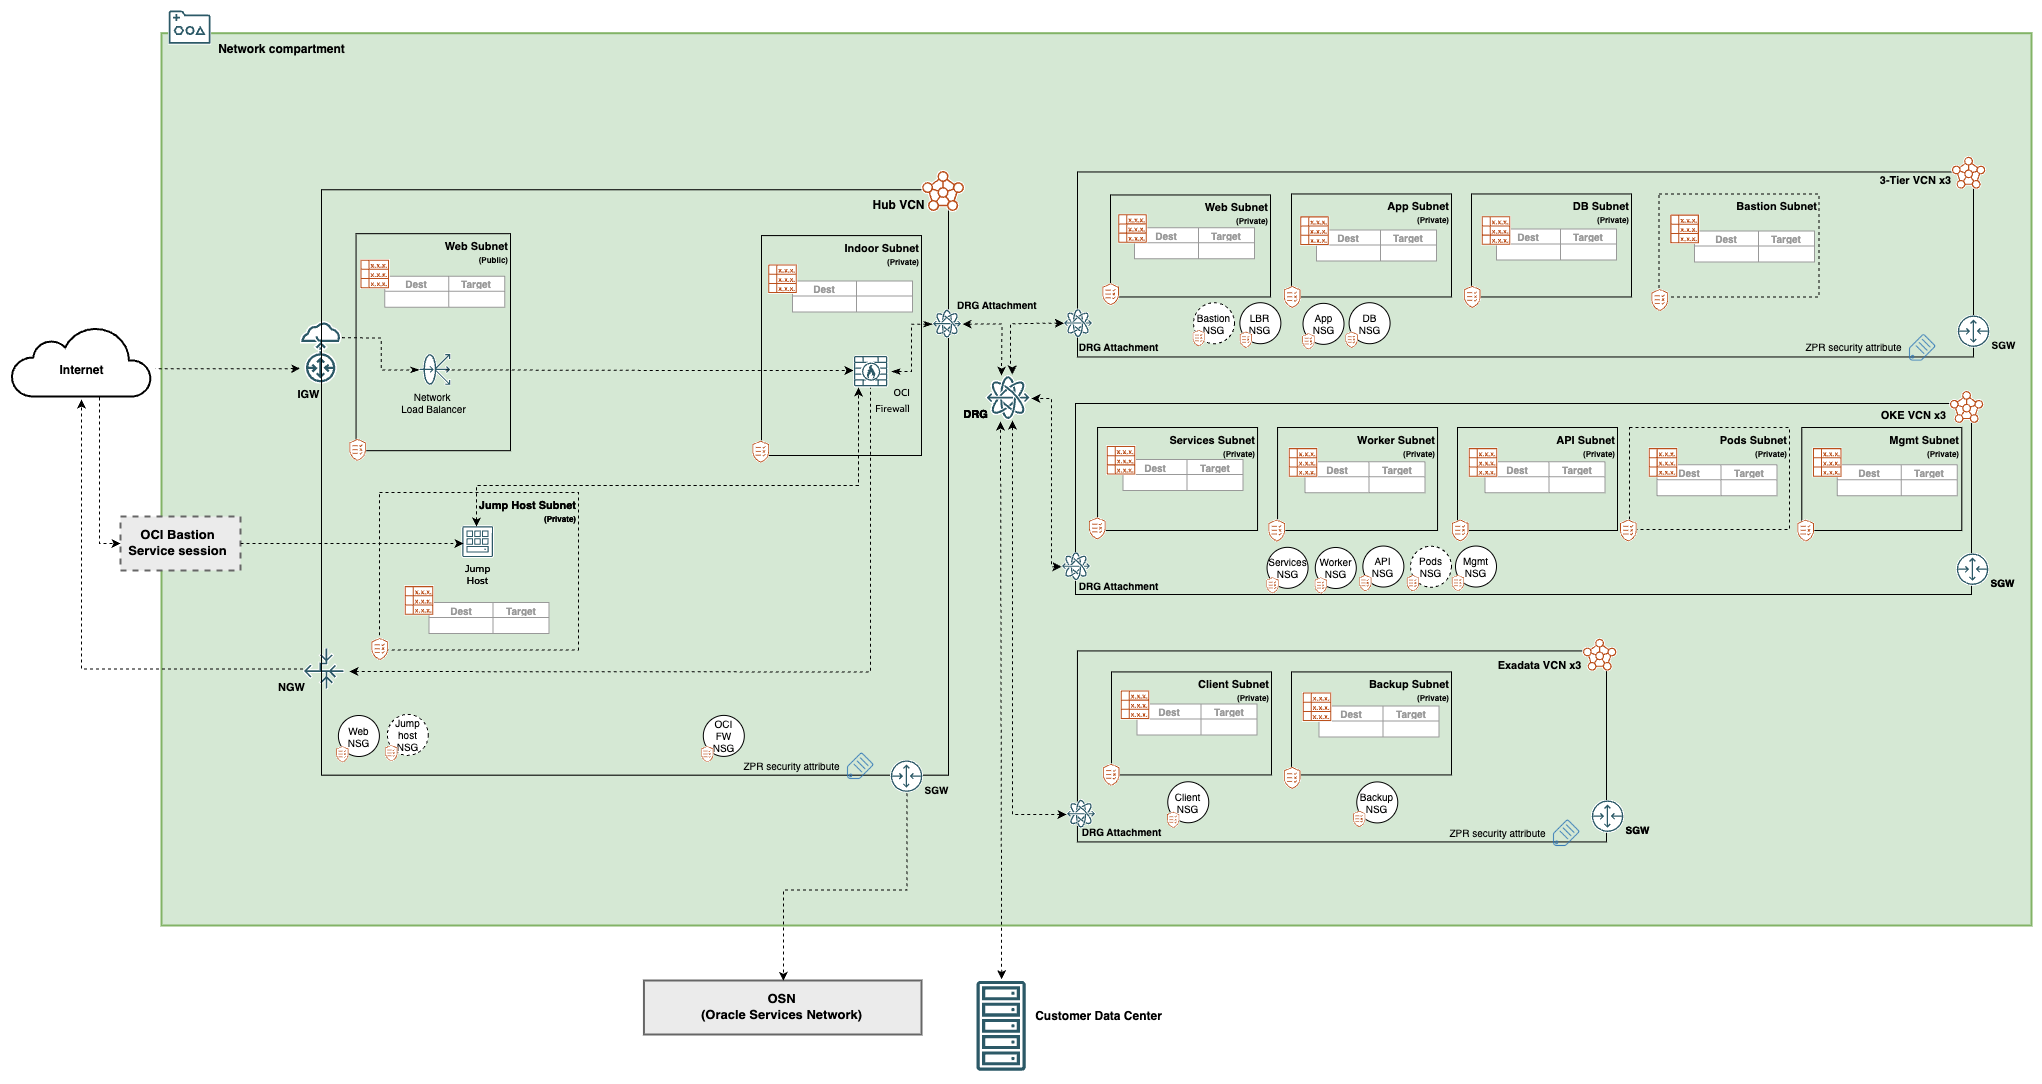 Network compartment
Internet
OCI Bastion
Service session
Hub VCN
Web Subnet
(Public)
Dest Target
Indoor Subnet
(Private)
Dest
IGW
Network
Load Balancer
OCI
Firewall
DRG Attachment
Jump Host Subnet
(Private)
Jump
Host
Dest Target
NGW
Web
NSG
Jump
host
NSG
OCI
FW
NSG
ZPR security attribute
SGW
DRG
3-Tier VCN x3
Web Subnet
(Private)
Dest Target
App Subnet
(Private)
Dest Target
DB Subnet
(Private)
Dest Target
Bastion Subnet
Dest Target
Bastion
NSG
LBR
NSG
App
NSG
DB
NSG
DRG Attachment
ZPR security attribute
SGW
OKE VCN x3
Services Subnet
(Private)
Dest Target
Worker Subnet
(Private)
Dest Target
API Subnet
(Private)
Dest Target
Pods Subnet
(Private)
Dest Target
Mgmt Subnet
(Private)
Dest Target
Services
NSG
Worker
NSG
API
NSG
Pods
NSG
Mgmt
NSG
DRG Attachment
SGW
Exadata VCN x3
Client Subnet
(Private)
Dest Target
Backup Subnet
(Private)
Dest Target
Client
NSG
Backup
NSG
DRG Attachment
ZPR security attribute
SGW
OSN
(Oracle Services Network)
Customer Data Center